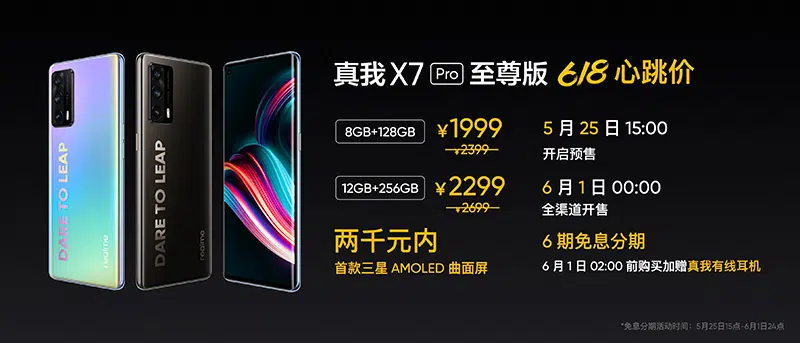 真我 X7 Pro 至尊版 618 心跳价
8GB+128GB ¥1999 5 月 25 日 15:00
¥2399 开启预售
12GB+256GB ¥2299 6 月 1 日 00:00
¥2699 全渠道开售
两千元内 6 期免息分期
首款三星 AMOLED 曲面屏 6 月 1 日 02:00 前购买加赠真我有线耳机
*免息分期活动时间：5月25日15点-6月1日24点
DARE TO LEAP
realme
DARE TO LEAP
realme